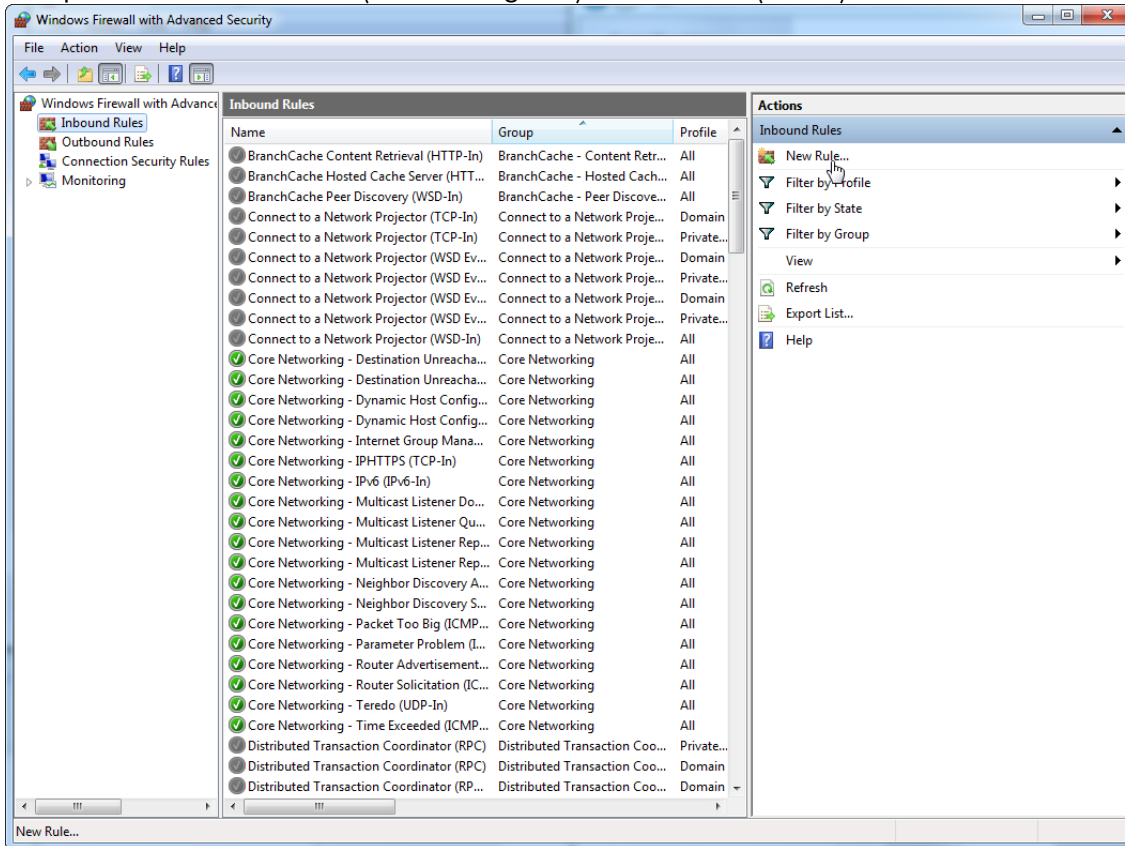 Windows Firewall with Advanced Security
File Action View Help
Windows Firewall with Advance
Inbound Rules
Outbound Rules
Connection Security Rules
Monitoring
Inbound Rules
Name Group Profile
BranchCache Content Retrieval (HTTP-In) BranchCache - Content Retr... All
BranchCache Hosted Cache Server (HTT... BranchCache - Hosted Cach... All
BranchCache Peer Discovery (WSD-In) BranchCache - Peer Discove... All
Connect to a Network Projector (TCP-In) Connect to a Network Proje... Domain
Connect to a Network Projector (TCP-In) Connect to a Network Proje... Private...
Connect to a Network Projector (WSD Ev... Connect to a Network Proje... Domain
Connect to a Network Projector (WSD Ev... Connect to a Network Proje... Private...
Connect to a Network Projector (WSD Ev... Connect to a Network Proje... Domain
Connect to a Network Projector (WSD Ev... Connect to a Network Proje... Private...
Connect to a Network Projector (WSD-In) Connect to a Network Proje... All
Core Networking - Destination Unreacha... Core Networking All
Core Networking - Destination Unreacha... Core Networking All
Core Networking - Dynamic Host Config... Core Networking All
Core Networking - Dynamic Host Config... Core Networking All
Core Networking - Internet Group Mana... Core Networking All
Core Networking - IPHTTPS (TCP-In) Core Networking All
Core Networking - IPv6 (IPv6-In) Core Networking All
Core Networking - Multicast Listener Do... Core Networking All
Core Networking - Multicast Listener Qu... Core Networking All
Core Networking - Multicast Listener Rep... Core Networking All
Core Networking - Multicast Listener Rep... Core Networking All
Core Networking - Neighbor Discovery A... Core Networking All
Core Networking - Neighbor Discovery S... Core Networking All
Core Networking - Packet Too Big (ICMP... Core Networking All
Core Networking - Parameter Problem (I... Core Networking All
Core Networking - Router Advertisement... Core Networking All
Core Networking - Router Solicitation (IC... Core Networking All
Core Networking - Teredo (UDP-In) Core Networking All
Core Networking - Time Exceeded (ICMP... Core Networking All
Distributed Transaction Coordinator (RPC) Distributed Transaction Coo... Private...
Distributed Transaction Coordinator (RPC) Distributed Transaction Coo... Domain
Distributed Transaction Coordinator (RP... Distributed Transaction Coo... Domain
Actions
Inbound Rules
New Rule...
Filter by Profile
Filter by State
Filter by Group
View
Refresh
Export List...
Help
New Rule...